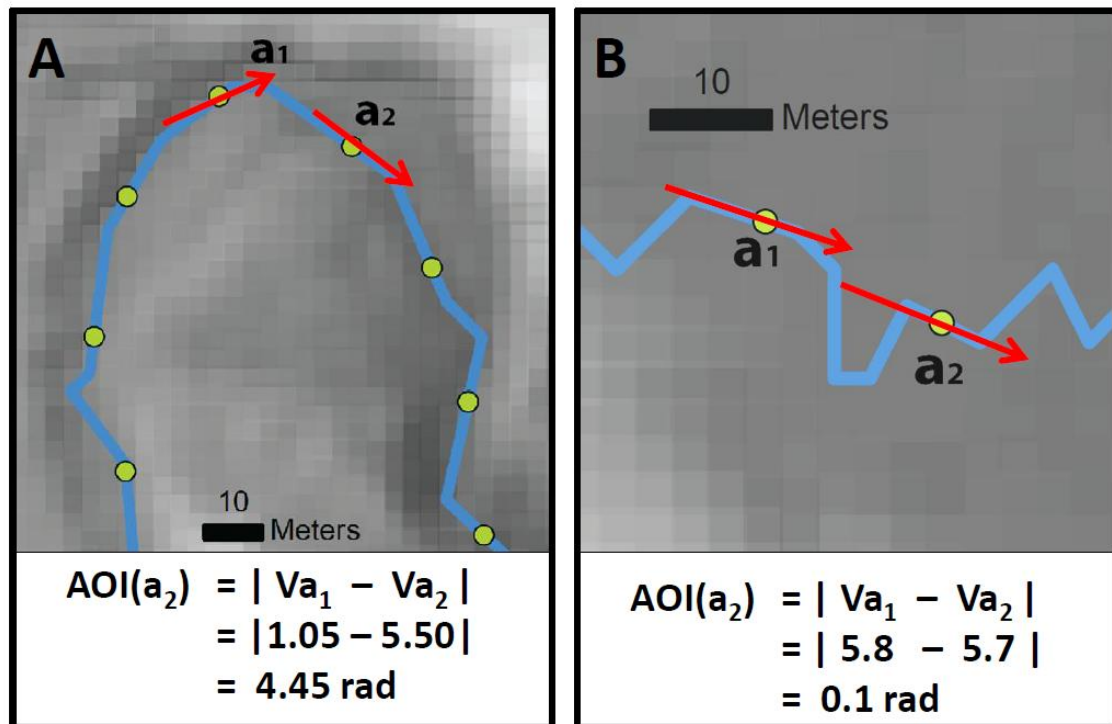 A
a₁
a₂
10
Meters
AOI(a₂) = | Va₁ – Va₂ |
= |1.05 – 5.50|
= 4.45 rad
B
10
Meters
a₁
a₂
AOI(a₂) = | Va₁ – Va₂ |
= | 5.8 – 5.7 |
= 0.1 rad